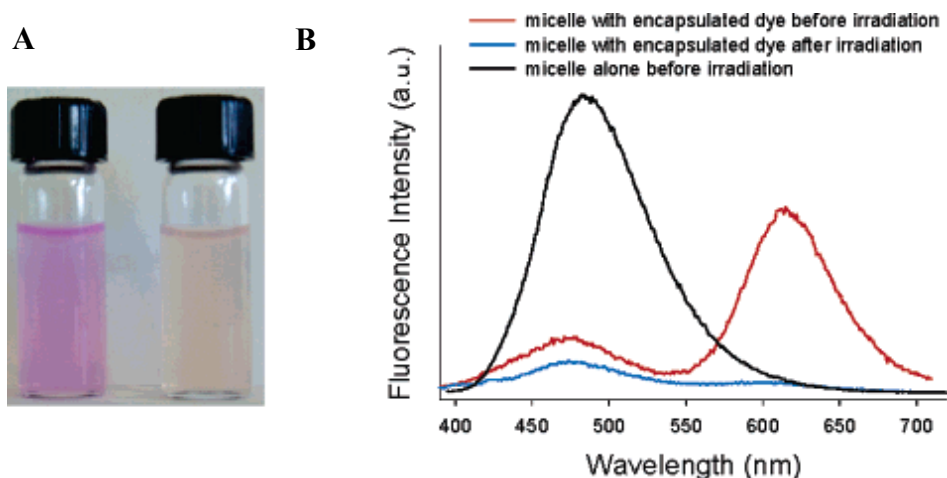 A
B
micelle with encapsulated dye before irradiation
micelle with encapsulated dye after irradiation
micelle alone before irradiation
Fluorescence Intensity (a.u.)
400 450 500 550 600 650 700
Wavelength (nm)